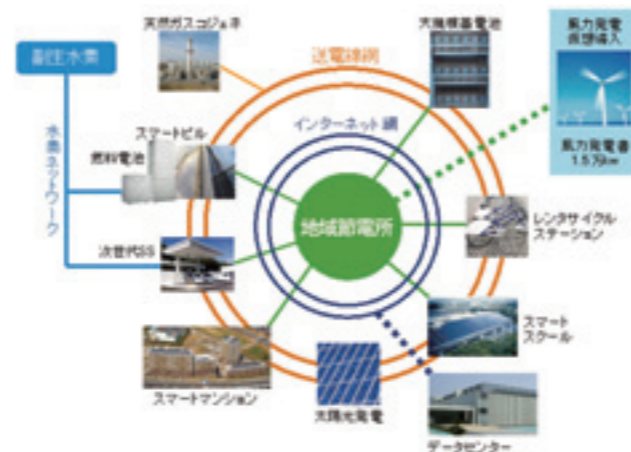 天然ガスコジェネ
大規模蓄電池
風力発電
仮想導入
副生水素
送電線網
インターネット網
スマートビル
燃料電池
水素ネットワーク
風力発電書
1.57kw
地域節電所
レンタサイクル
ステーション
次世代SS
スマート
スクール
スマートマンション
太陽光発電
データセンター